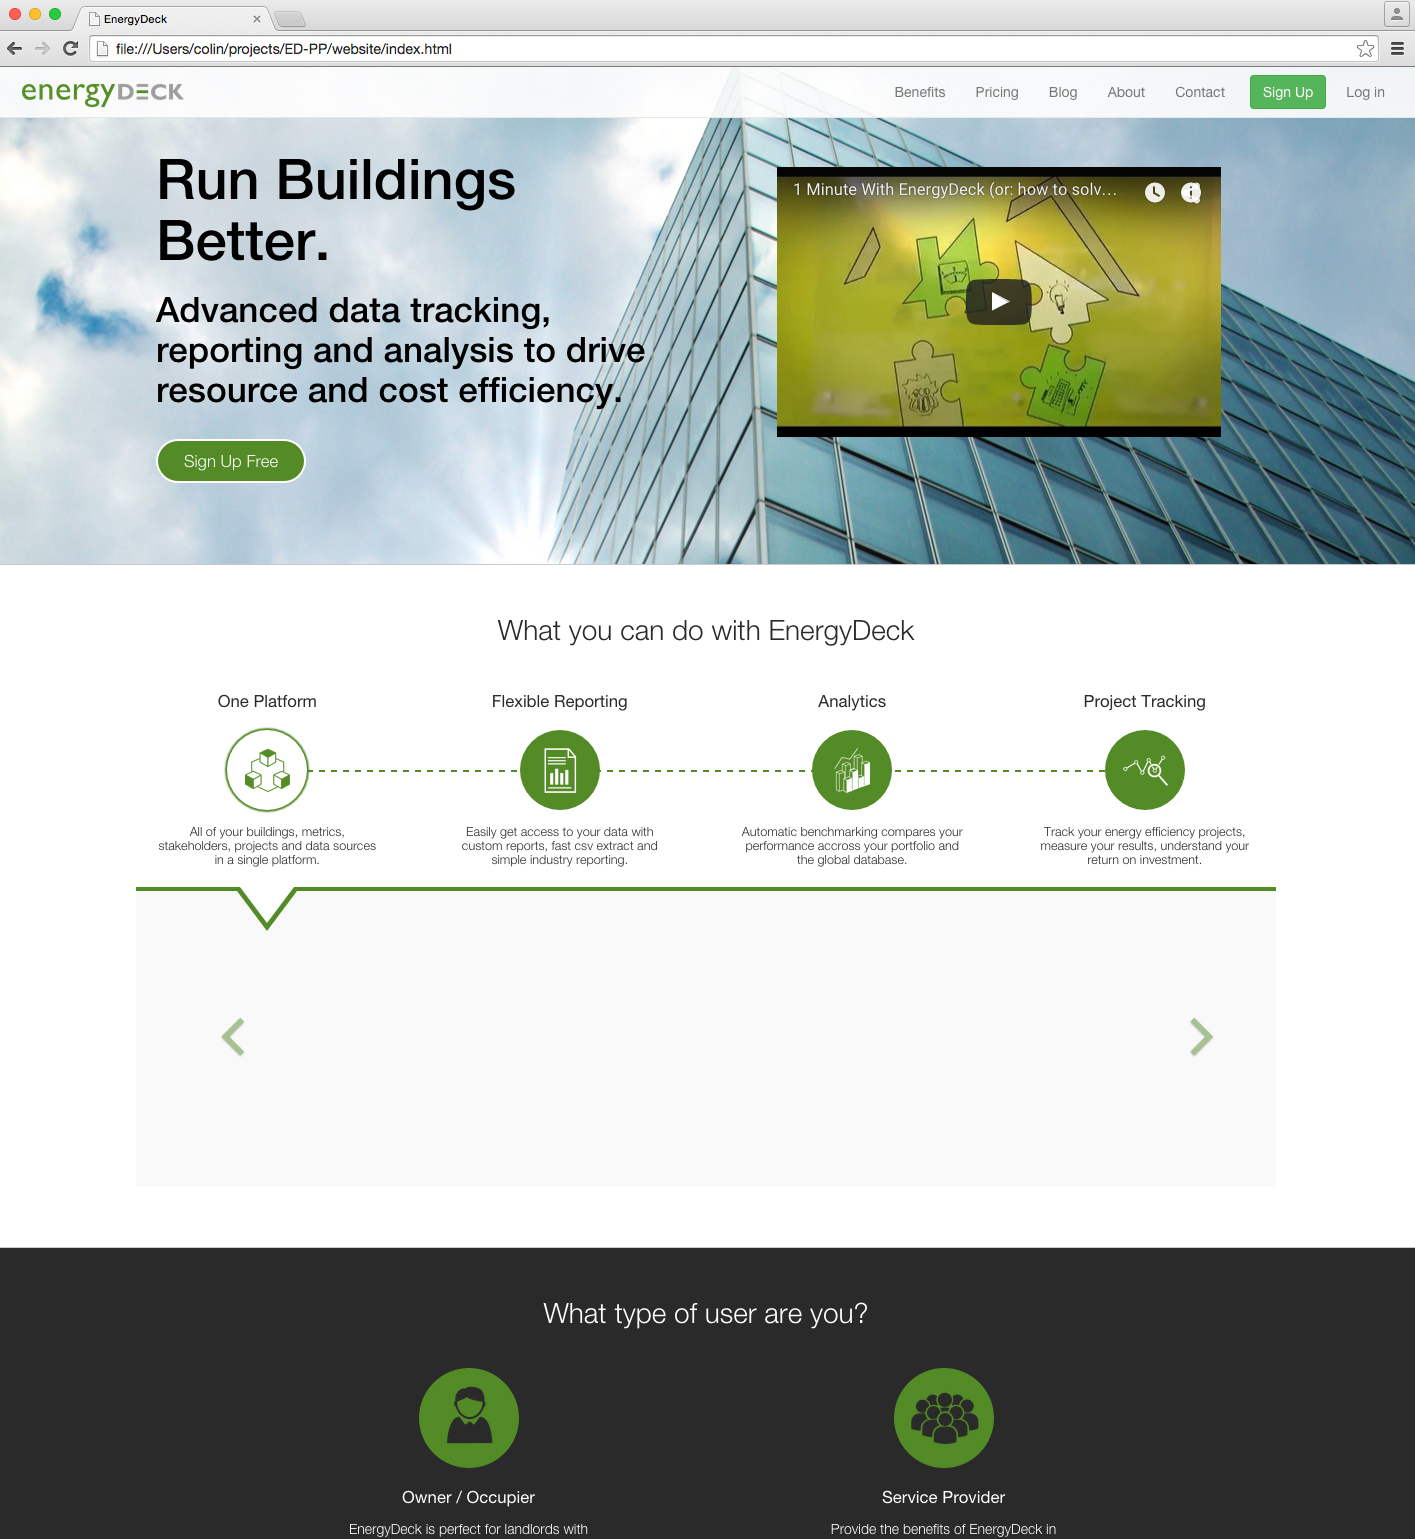 EnergyDeck
file:///Users/colin/projects/ED-PP/website/index.html
energyDECK
Benefits Pricing Blog About Contact Sign Up Log in
Run Buildings
Better.
Advanced data tracking,
reporting and analysis to drive
resource and cost efficiency.
Sign Up Free
1 Minute With EnergyDeck (or: how to solv...
What you can do with EnergyDeck
One Platform
Flexible Reporting
Analytics
Project Tracking
All of your buildings, metrics,
stakeholders, projects and data sources
in a single platform.
Easily get access to your data with
custom reports, fast csv extract and
simple industry reporting.
Automatic benchmarking compares your
performance accross your portfolio and
the global database.
Track your energy efficiency projects,
measure your results, understand your
return on investment.
What type of user are you?
Owner / Occupier
EnergyDeck is perfect for landlords with
Service Provider
Provide the benefits of EnergyDeck in